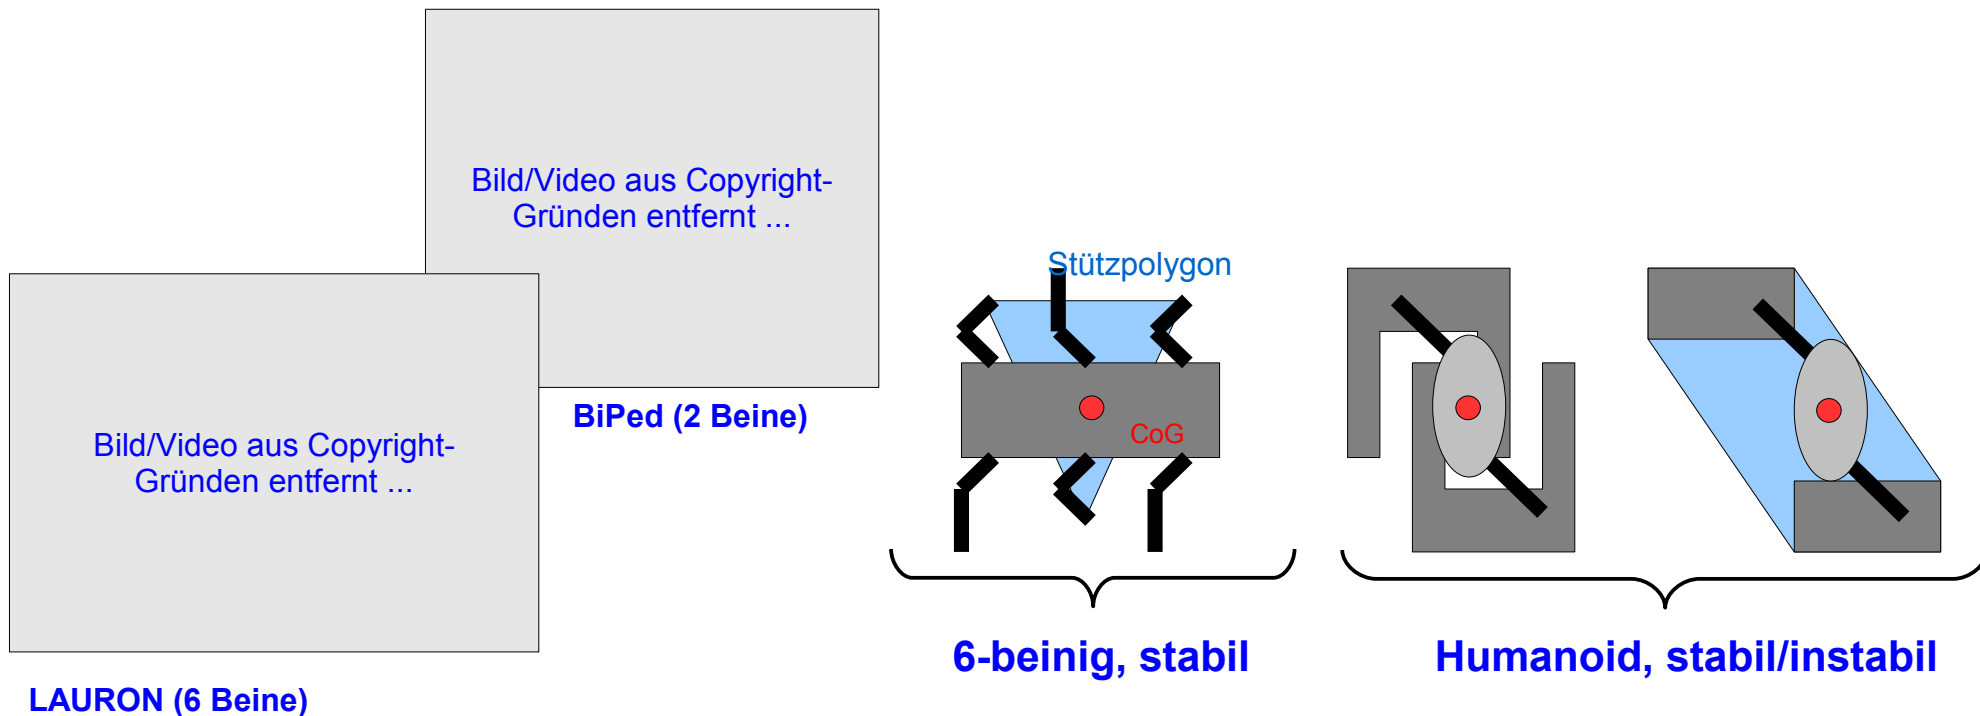 Bild/Video aus Copyright-
Gründen entfernt ...
BiPed (2 Beine)
Bild/Video aus Copyright-
Gründen entfernt ...
LAURON (6 Beine)
Stützpolygon
CoG
6-beinig, stabil
Humanoid, stabil/instabil